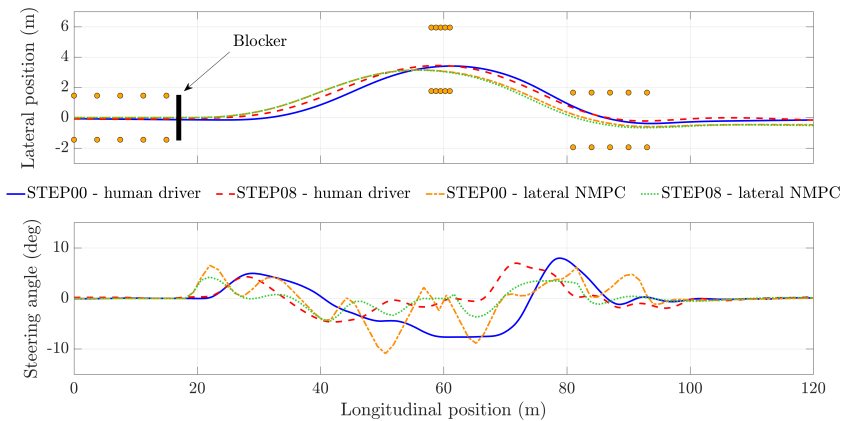 Lateral position (m)
6
4
2
0
-2
Blocker
STEP00 - human driver STEP08 - human driver STEP00 - lateral NMPC STEP08 - lateral NMPC
Steering angle (deg)
10
0
-10
0 20 40 60 80 100 120
Longitudinal position (m)